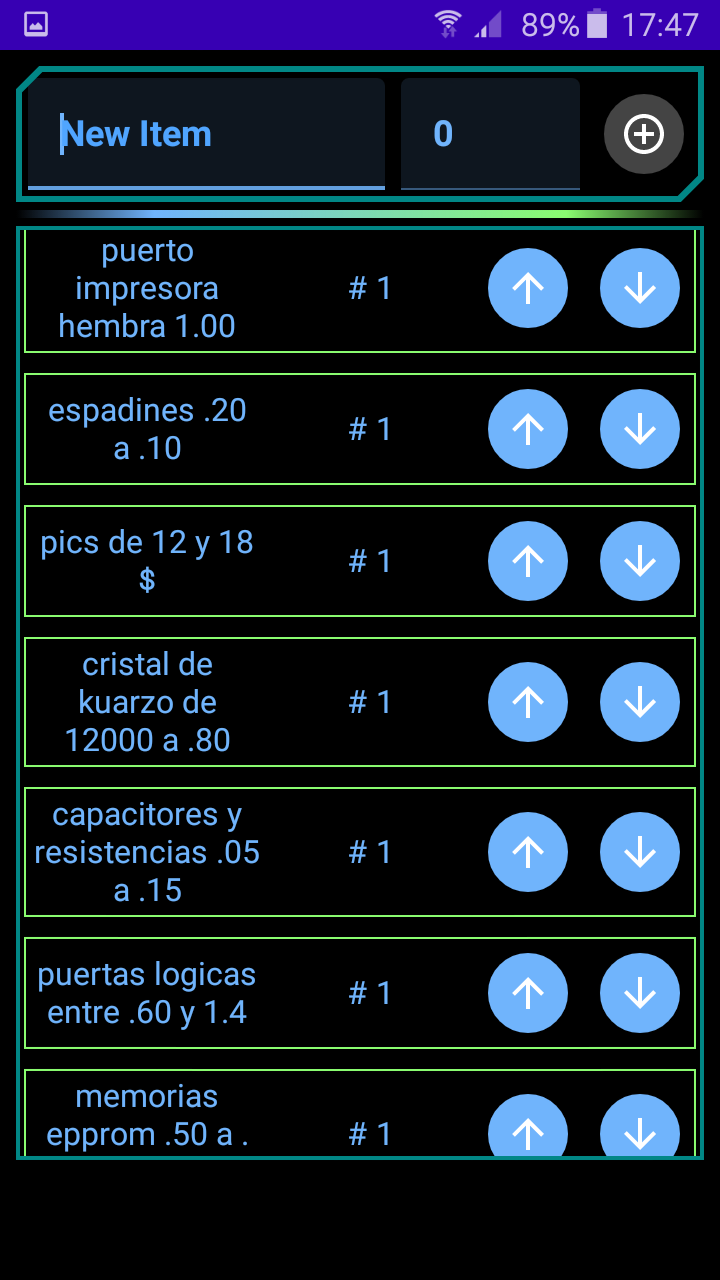 89% 17:47
New Item 0
puerto
impresora # 1
hembra 1.00
espadines .20
a .10 # 1
pics de 12 y 18
$ # 1
cristal de
kuarzo de # 1
12000 a .80
capacitores y
resistencias .05 # 1
a .15
puertas logicas
entre .60 y 1.4 # 1
memorias
epprom .50 a . # 1